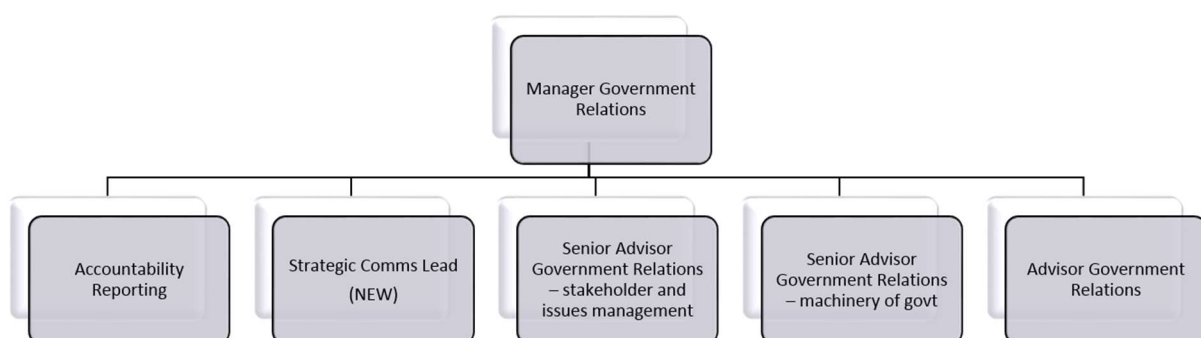 Manager Government
Relations
Accountability
Reporting
Strategic Comms Lead
(NEW)
Senior Advisor
Government Relations
– stakeholder and
issues management
Senior Advisor
Government Relations
– machinery of govt
Advisor Government
Relations